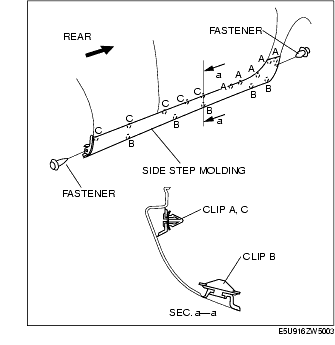 REAR
FASTENER
A
A
a
A
A
A
A
C
C
C
B
B
C
B
a
B
C
B
SIDE STEP MOLDING
FASTENER
CLIP A, C
CLIP B
SEC. a—a
E5U916ZW5003